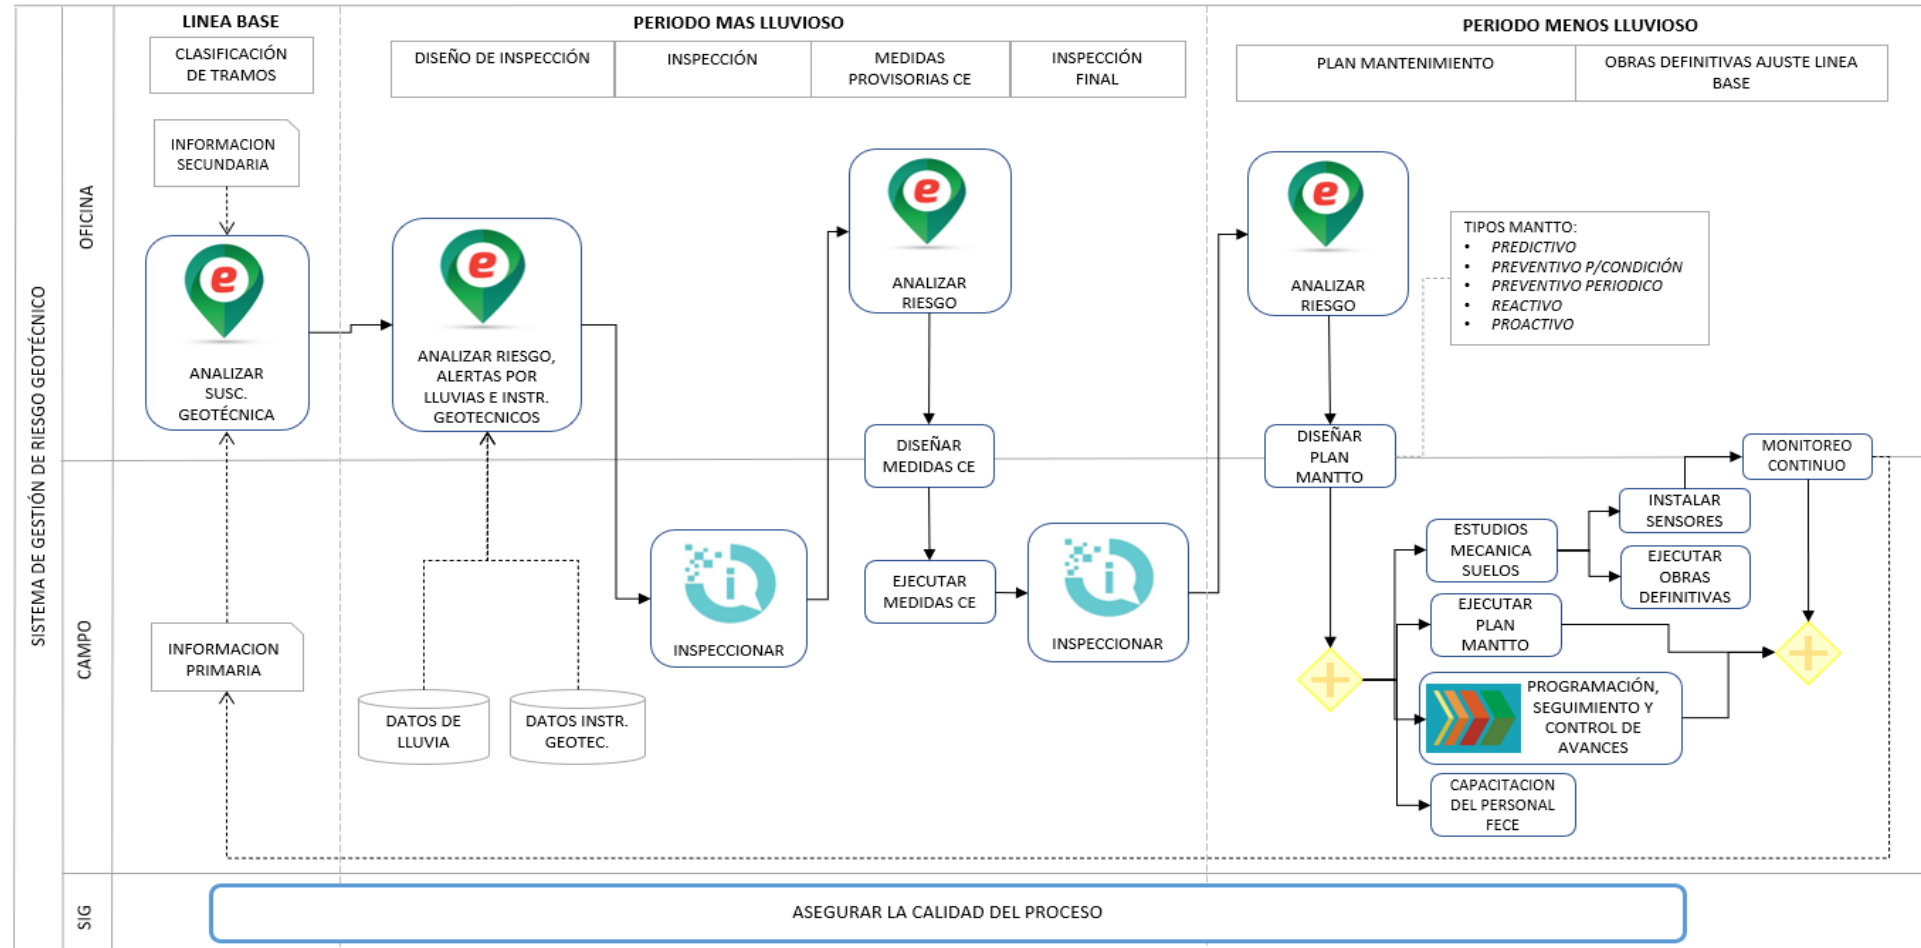 LINEA BASE
PERIODO MAS LLUVIOSO
PERIODO MENOS LLUVIOSO
CLASIFICACIÓN
DE TRAMOS
DISEÑO DE INSPECCIÓN
INSPECCIÓN
MEDIDAS
PROVISORIAS CE
INSPECCIÓN
FINAL
PLAN MANTENIMIENTO
OBRAS DEFINITIVAS AJUSTE LINEA
BASE
SISTEMA DE GESTIÓN DE RIESGO GEOTÉCNICO
OFICINA
INFORMACION
SECUNDARIA
e
ANALIZAR
SUSC.
GEOTÉCNICA
e
ANALIZAR RIESGO,
ALERTAS POR
LLUVIAS E INSTR.
GEOTECNICOS
e
ANALIZAR
RIESGO
DISEÑAR
MEDIDAS CE
e
ANALIZAR
RIESGO
TIPOS MANTTO:
• PREDICTIVO
• PREVENTIVO P/CONDICIÓN
• PREVENTIVO PERIODICO
• REACTIVO
• PROACTIVO
DISEÑAR
PLAN
MANTTO
MONITOREO
CONTINUO
CAMPO
INFORMACION
PRIMARIA
DATOS DE
LLUVIA
DATOS INSTR.
GEOTEC.
i
INSPECCIONAR
EJECUTAR
MEDIDAS CE
i
INSPECCIONAR
ESTUDIOS
MECANICA
SUELOS
INSTALAR
SENSORES
EJECUTAR
OBRAS
DEFINITIVAS
EJECUTAR
PLAN
MANTTO
PROGRAMACIÓN,
SEGUIMIENTO Y
CONTROL DE
AVANCES
CAPACITACION
DEL PERSONAL
FECE
SIG
ASEGURAR LA CALIDAD DEL PROCESO